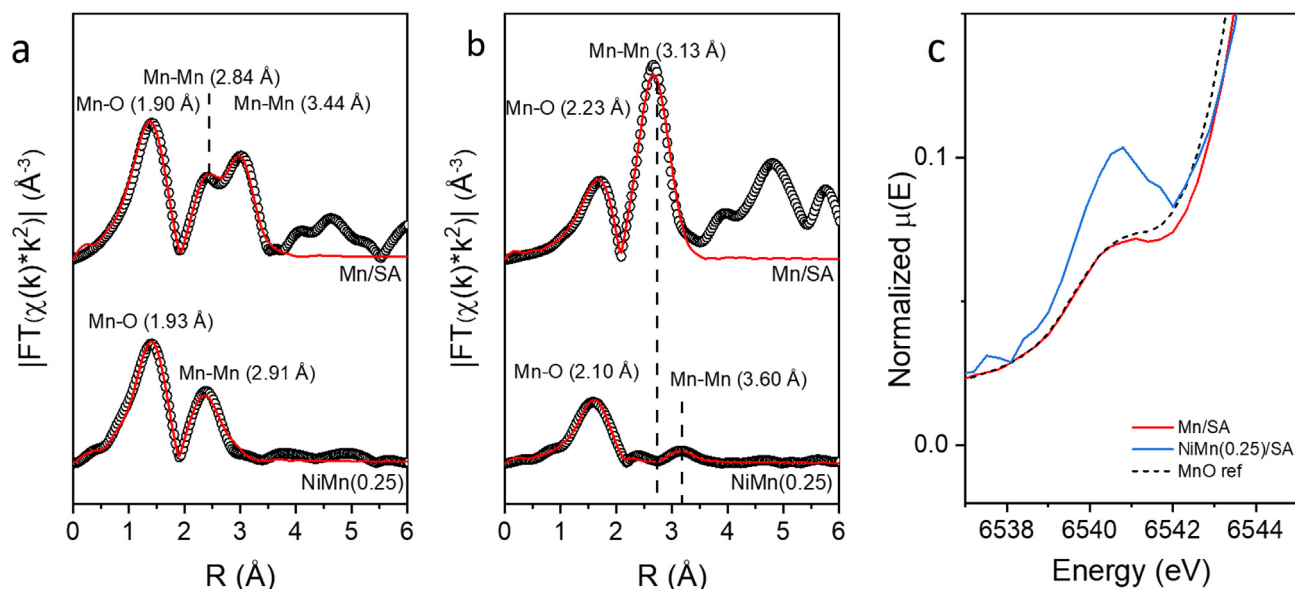 a
|FT(χ(k)*k²)| (Å⁻³)
Mn-Mn (2.84 Å)
Mn-O (1.90 Å)
Mn-Mn (3.44 Å)
Mn/SA
Mn-O (1.93 Å)
Mn-Mn (2.91 Å)
NiMn(0.25)
0 1 2 3 4 5 6
R (Å)
b
|FT(χ(k)*k²)| (Å⁻³)
Mn-Mn (3.13 Å)
Mn-O (2.23 Å)
Mn/SA
Mn-O (2.10 Å)
Mn-Mn (3.60 Å)
NiMn(0.25)
0 1 2 3 4 5 6
R (Å)
c
Normalized μ(E)
0.1
0.0
Mn/SA
NiMn(0.25)/SA
MnO ref
6538 6540 6542 6544
Energy (eV)